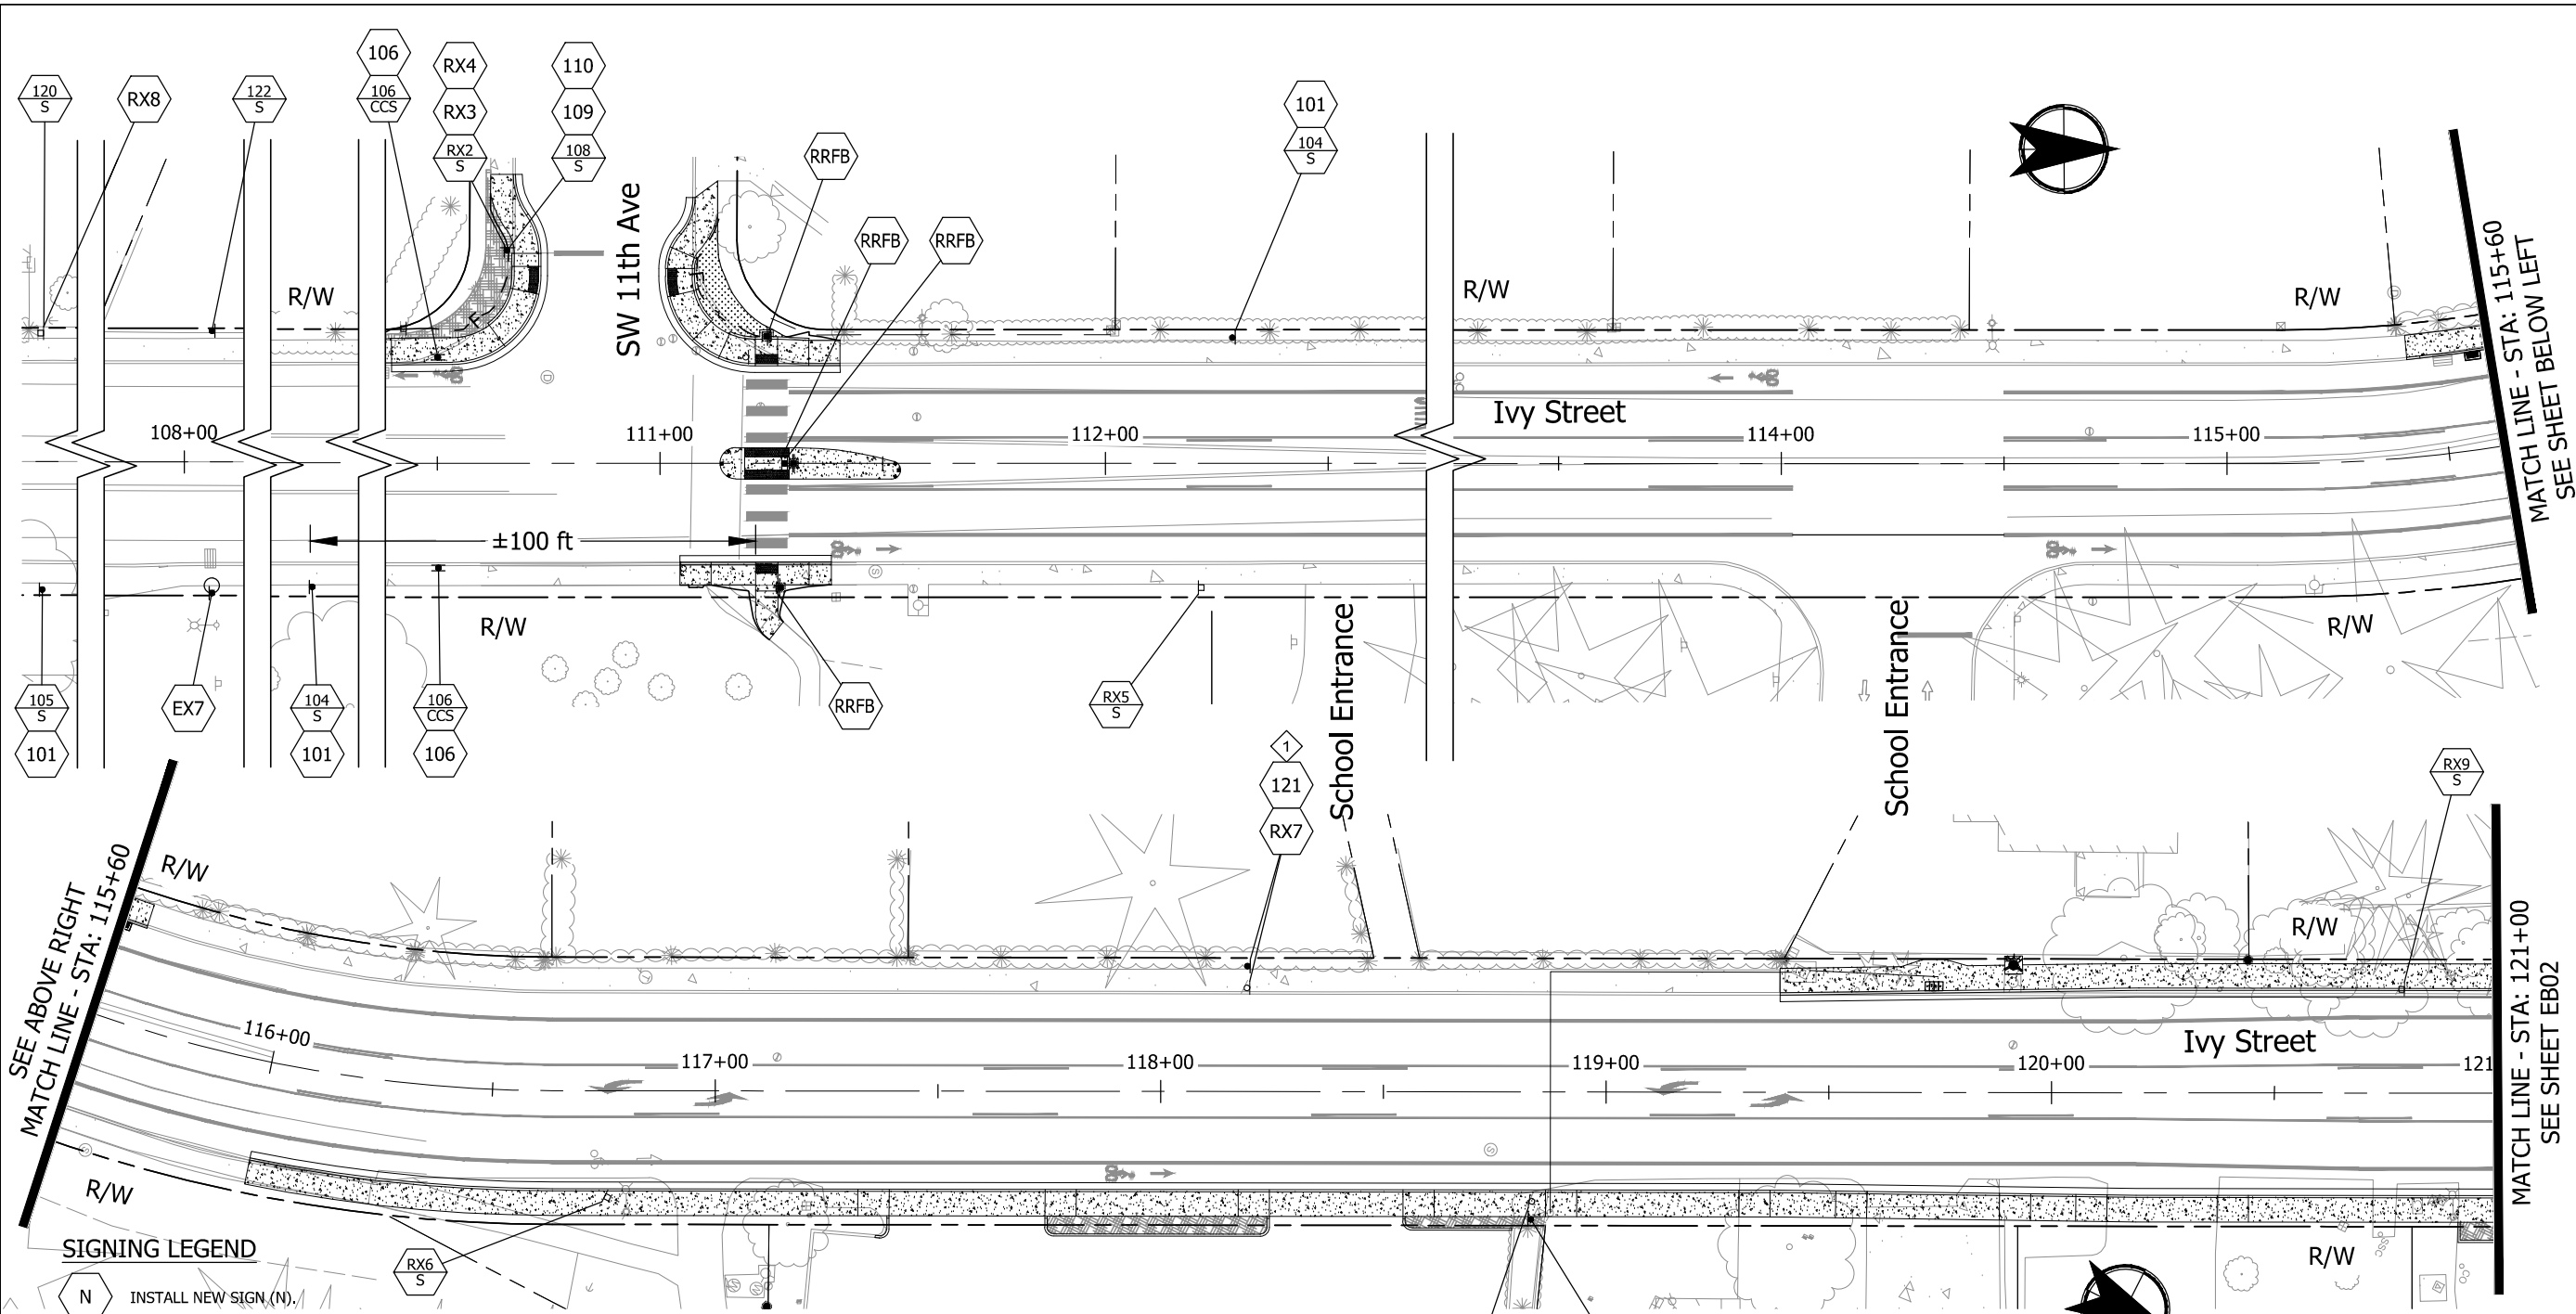 120
S
RX8
122
S
106
106
CCS
RX4
RX3
RX2
S
110
109
108
S
SW 11th Ave
RRFB
RRFB
RRFB
101
104
S
R/W
R/W
R/W
MATCH LINE - STA: 115+60
SEE SHEET BELOW LEFT
108+00
111+00
112+00
Ivy Street
114+00
115+00
±100 ft
R/W
R/W
105
S
101
EX7
104
S
101
106
CCS
106
RRFB
RX5
S
School Entrance
School Entrance
1
121
RX7
RX9
S
SEE ABOVE RIGHT
MATCH LINE - STA: 115+60
R/W
R/W
116+00
117+00
118+00
119+00
120+00
121
Ivy Street
MATCH LINE - STA: 121+00
SEE SHEET EB02
R/W
R/W
RX6
S
SIGNING LEGEND
N
INSTALL NEW SIGN (N).